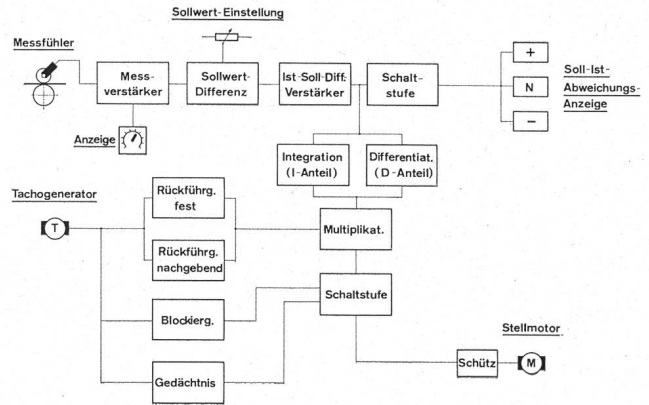 Sollwert-Einstellung
Messfühler
Mess-
verstärker
Sollwert-
Differenz
Ist-Soll-Diff.
Verstärker
Schalt-
stufe
+
N
−
Soll-Ist-
Abweichungs-
Anzeige
Anzeige
Integration
(I-Anteil)
Differentiat.
(D-Anteil)
Tachogenerator
T
Rückführg.
fest
Rückführg.
nachgebend
Multiplikat.
Schaltstufe
Blockierg.
Gedächtnis
Stellmotor
Schütz
M